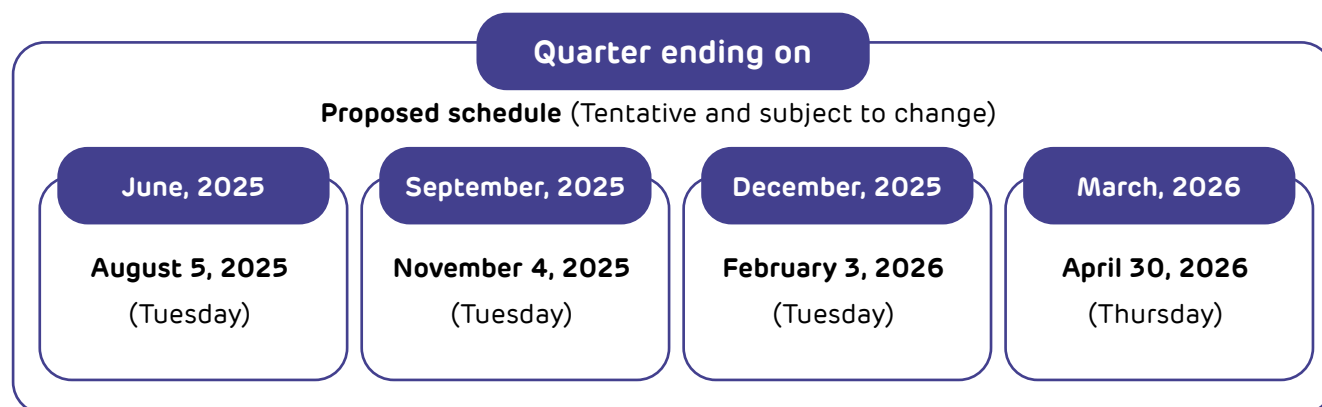 Quarter ending on
Proposed schedule (Tentative and subject to change)
June, 2025
August 5, 2025
(Tuesday)
September, 2025
November 4, 2025
(Tuesday)
December, 2025
February 3, 2026
(Tuesday)
March, 2026
April 30, 2026
(Thursday)